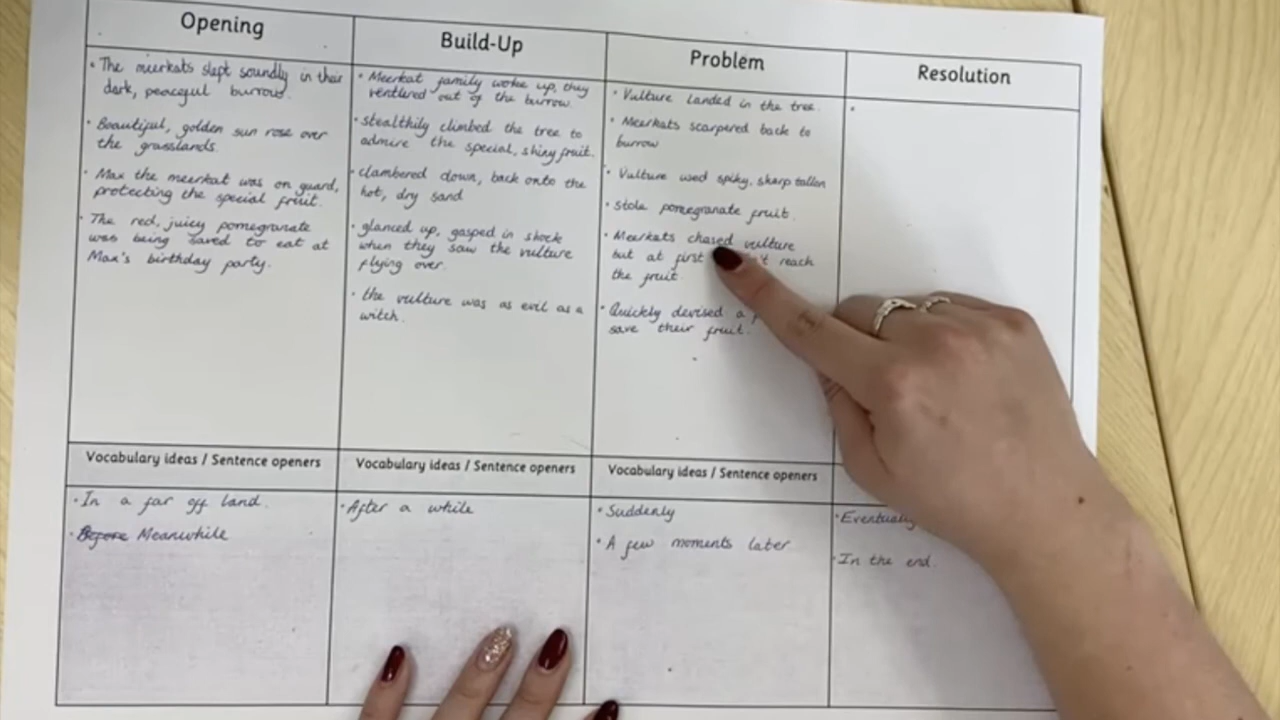 Opening
• The meerkats slept soundly in their
dark, peaceful burrows.
• Beautiful, golden sun rose over
the grasslands.
• Max the meerkat was on guard,
protecting the special fruit.
• The red, juicy pomegranate
was being saved to eat at
Max's birthday party.
Build-Up
• Meerkat family woke up, they
ventured out of the burrow.
• stealthily climbed the tree to
admire the special, shiny fruit.
• clambered down, back onto the
hot, dry sand
• glanced up, gasped in shock
when they saw the vulture
flying over.
• the vulture was as evil as a
witch.
Problem
• Vulture landed in the tree.
• Meerkats scarpered back to
burrow
• Vulture used spiky, sharp tallon
• stole pomegranate fruit.
• Meerkats chased vulture
but at first reach
the fruit.
• Quickly devised a
save their fruit.
Resolution
•
Vocabulary ideas / Sentence openers
• In a far off land.
• Before Meanwhile
Vocabulary ideas / Sentence openers
• After a while
Vocabulary ideas / Sentence openers
• Suddenly
• A few moments later
• Eventually
• In the end.